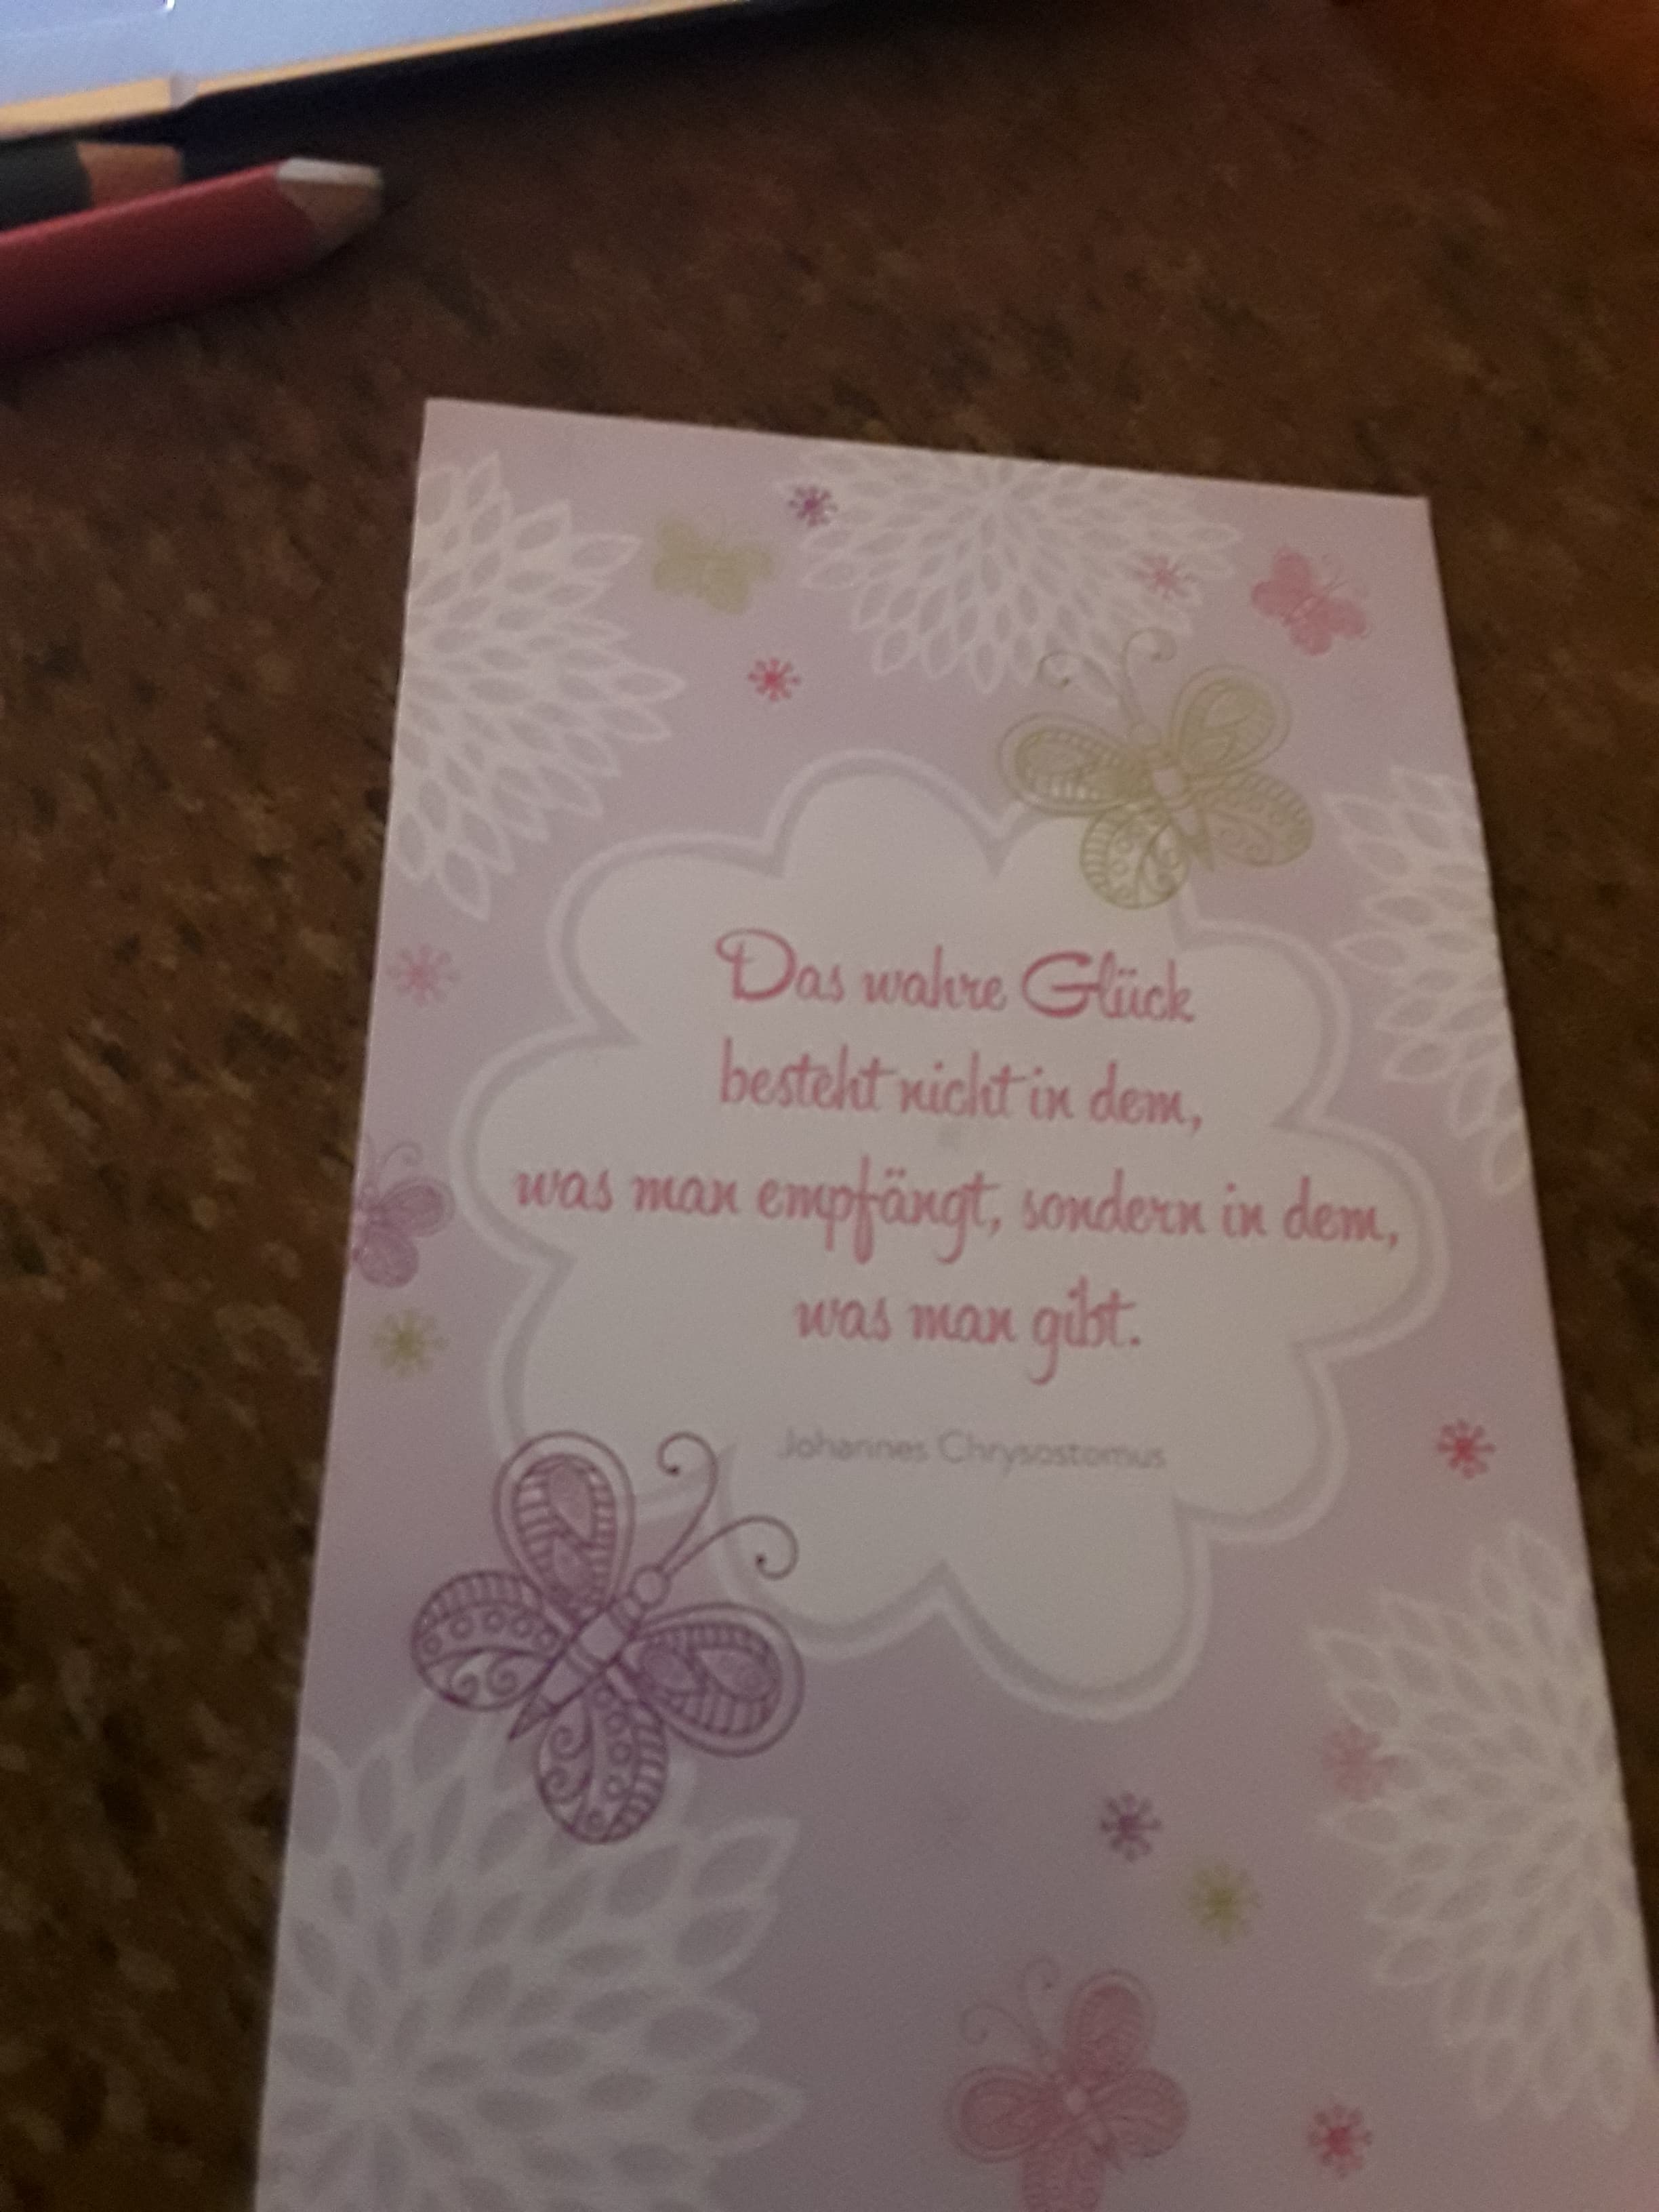 Das wahre Glück
besteht nicht in dem,
was man empfängt, sondern in dem,
was man gibt.
Johannes Chrysostomus